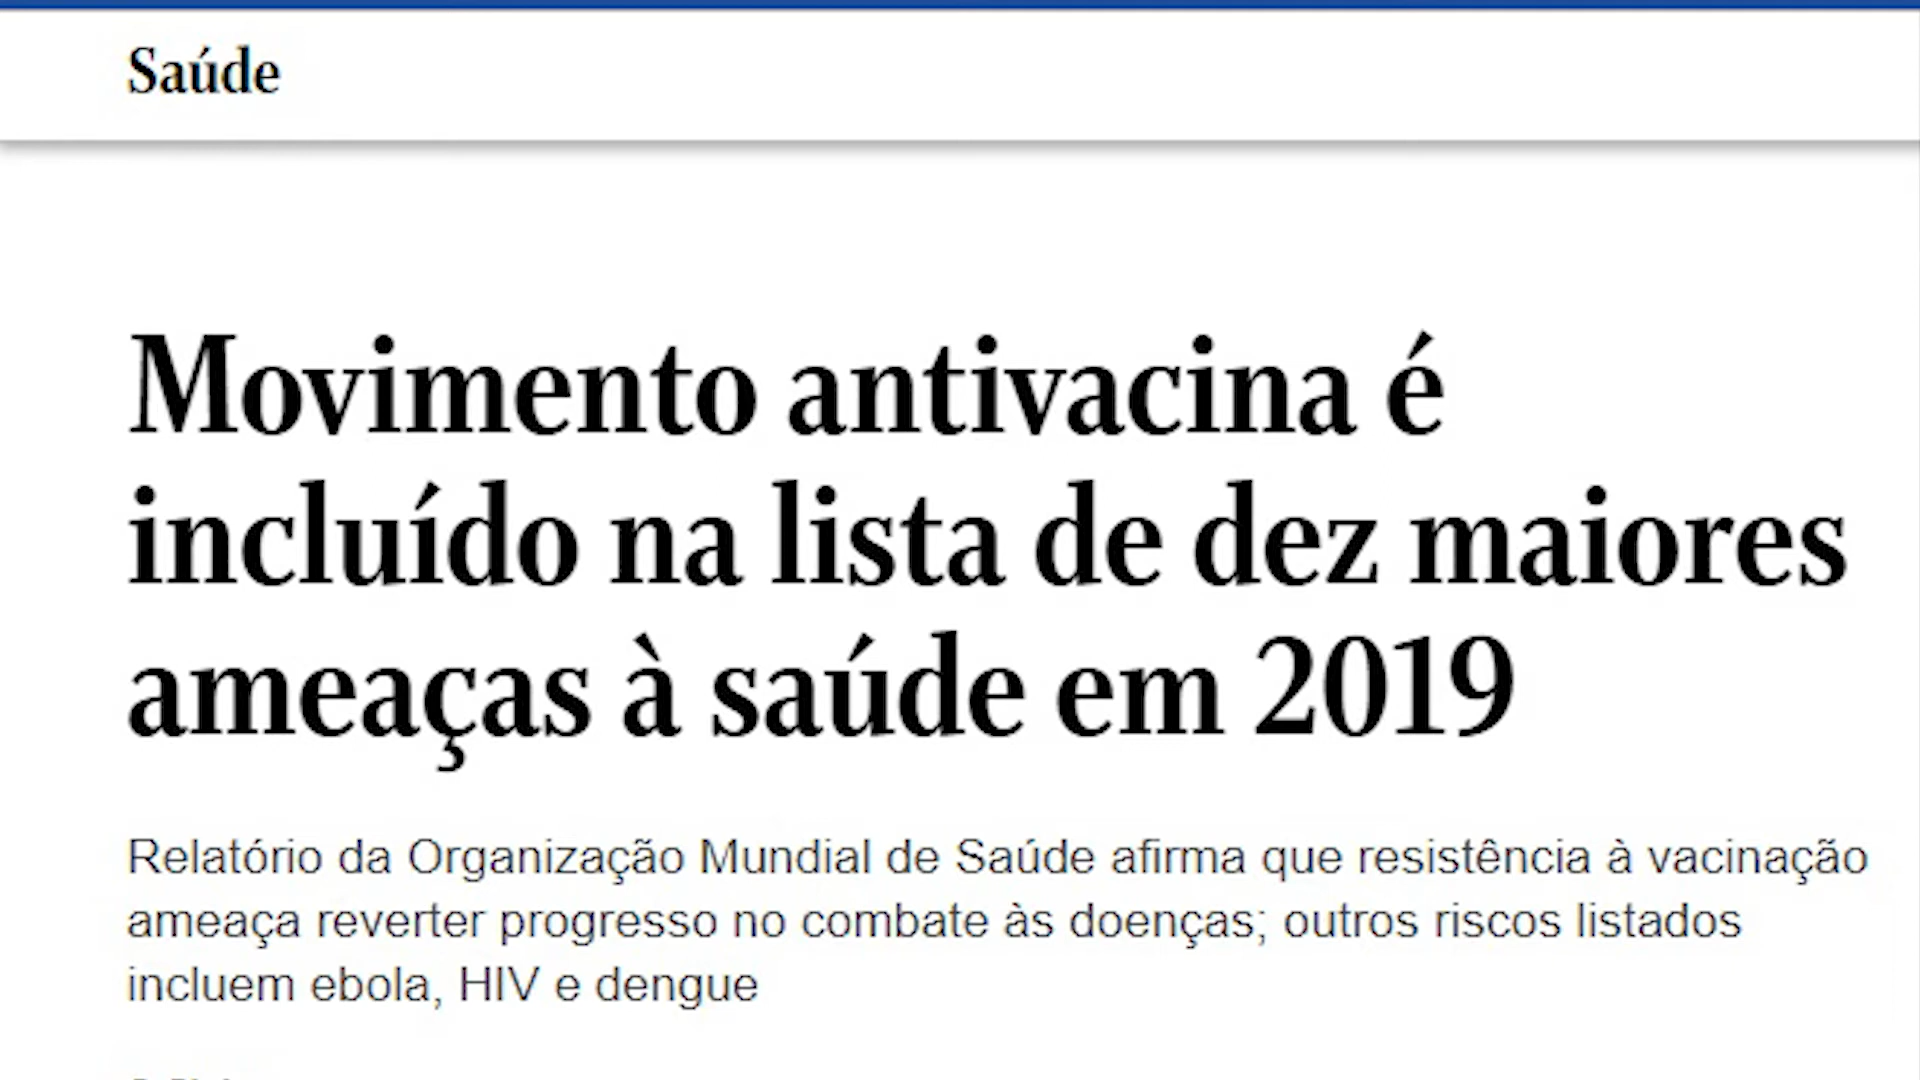 Saúde
Movimento antivacina é
incluído na lista de dez maiores
ameaças à saúde em 2019
Relatório da Organização Mundial de Saúde afirma que resistência à vacinação
ameaça reverter progresso no combate às doenças; outros riscos listados
incluem ebola, HIV e dengue